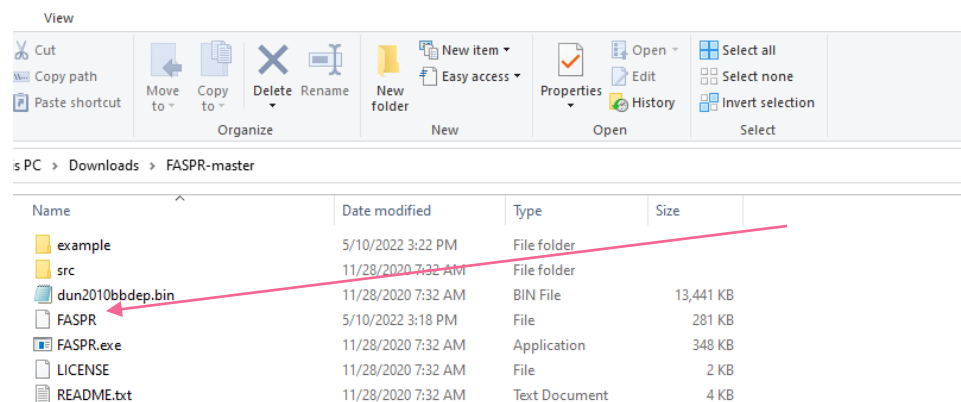 View
Cut
Copy path
Paste shortcut
Move to
Copy to
Delete
Rename
New folder
New item
Easy access
Properties
Open
Edit
History
Select all
Select none
Invert selection
Organize
New
Open
Select
PC > Downloads > FASPR-master
Name Date modified Type Size
example 5/10/2022 3:22 PM File folder
src 11/28/2020 7:32 AM File folder
dun2010bbdep.bin 11/28/2020 7:32 AM BIN File 13,441 KB
FASPR 5/10/2022 3:18 PM File 281 KB
FASPR.exe 11/28/2020 7:32 AM Application 348 KB
LICENSE 11/28/2020 7:32 AM File 2 KB
README.txt 11/28/2020 7:32 AM Text Document 4 KB